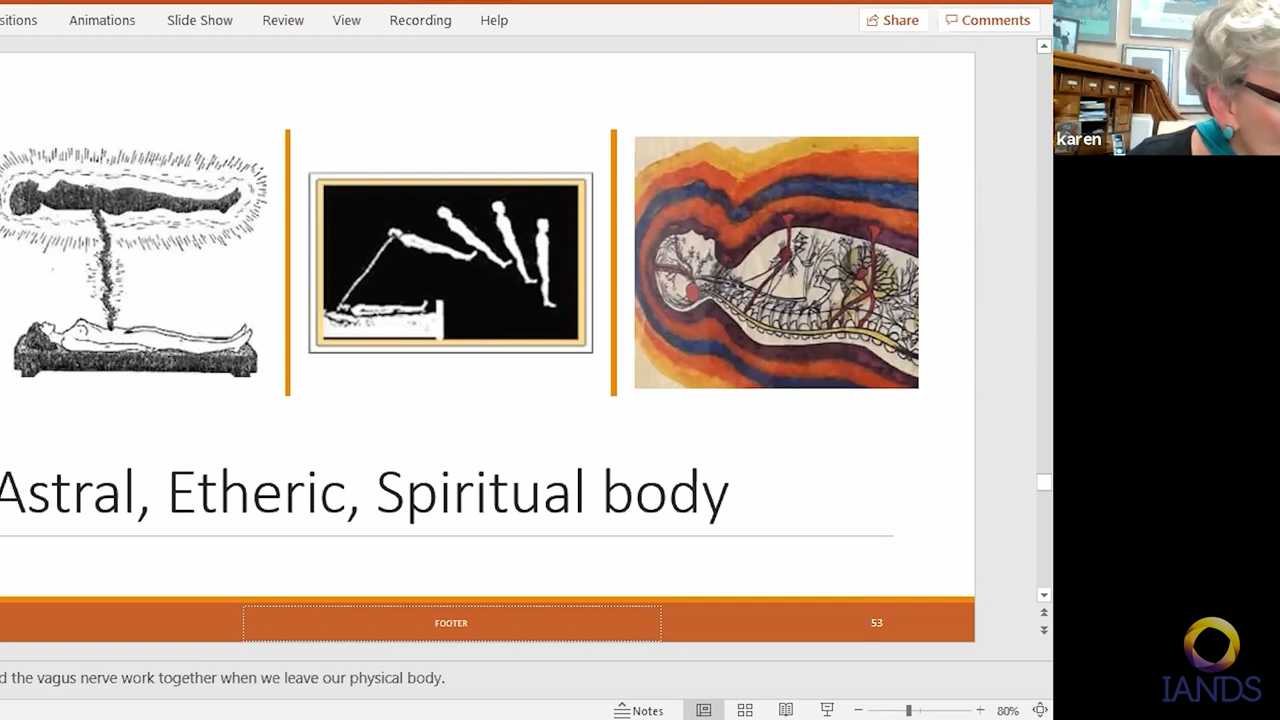 sitions Animations Slide Show Review View Recording Help Share Comments
karen
Astral, Etheric, Spiritual body
FOOTER 53
d the vagus nerve work together when we leave our physical body.
Notes 80%
IANDS